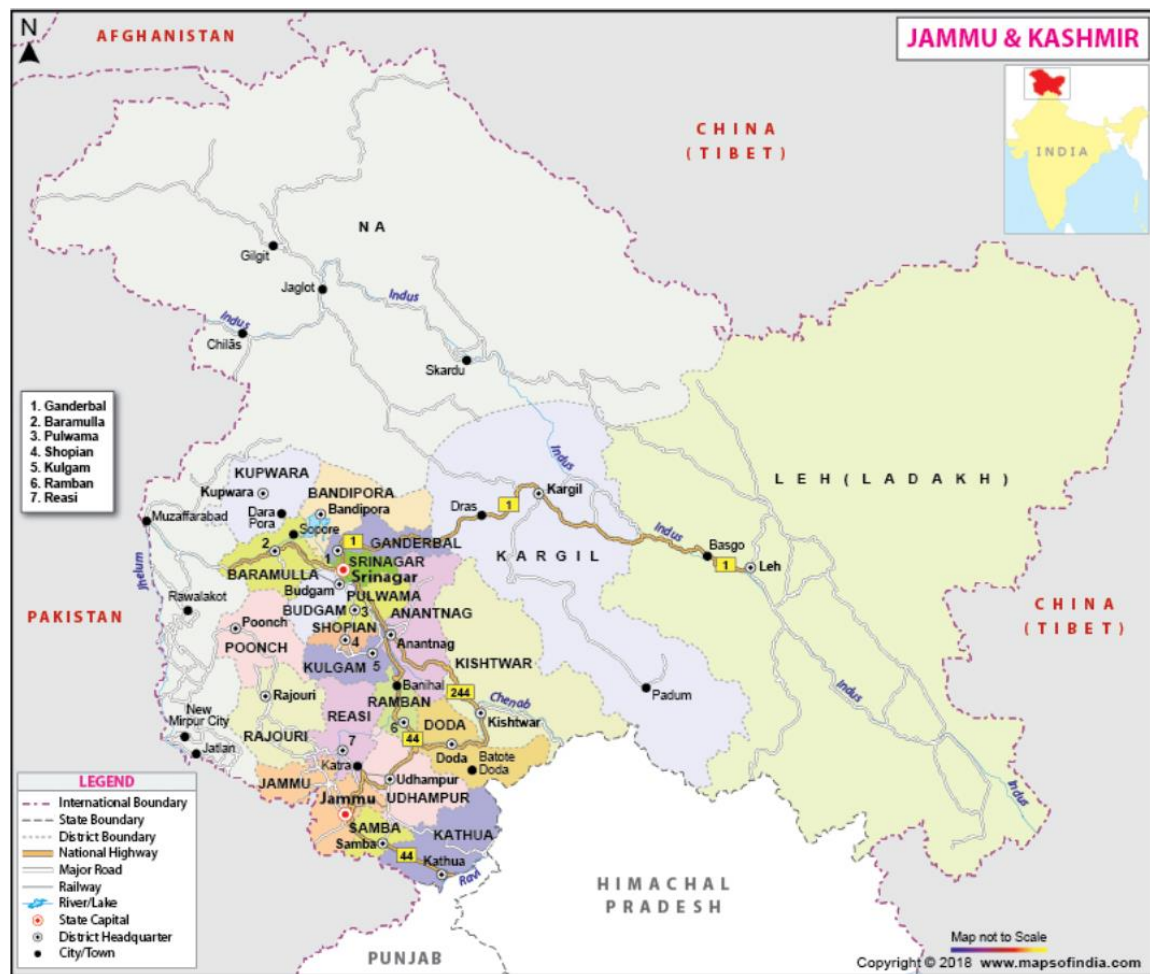 N
AFGHANISTAN
JAMMU & KASHMIR
CHINA
(TIBET)
INDIA
NA
Gilgit
Jaglot
Indus
Indus
Chilās
Skardu
1. Ganderbal
2. Baramulla
3. Pulwama
4. Shopian
5. Kulgam
6. Ramban
7. Reasi
KUPWARA
Kupwara
BANDIPORA
Bandipora
Dara
Pora
Sopore
Muzaffarabad
Indus
Kargil
LEH (LADAKH)
Dras
1
1
1
GANDERBAL
2
SRINAGAR
Srinagar
BARAMULLA
Budgam
KARGIL
Indus
Basgo
1
Leh
Jhelum
PULWAMA
BUDGAM
3
ANANTNAG
Rawalakot
PAKISTAN
CHINA
(TIBET)
Poonch
POONCH
SHOPIAN
4
Anantnag
KULGAM
5
KISHTWAR
Banihal
244
Chenab
Padum
Indus
Rajouri
RAMBAN
REASI
6
DODA
Kishtwar
New
Mirpur City
Jatlan
RAJOURI
7
44
Doda
Batote
Doda
Katra
JAMMU
Udhampur
UDHAMPUR
Jammu
Indus
SAMBA
Samba
KATHUA
44
Kathua
Ravi
HIMACHAL
PRADESH
PUNJAB
LEGEND
International Boundary
State Boundary
District Boundary
National Highway
Major Road
Railway
River/Lake
State Capital
District Headquarter
City/Town
Map not to Scale
Copyright © 2018 www.mapsofindia.com